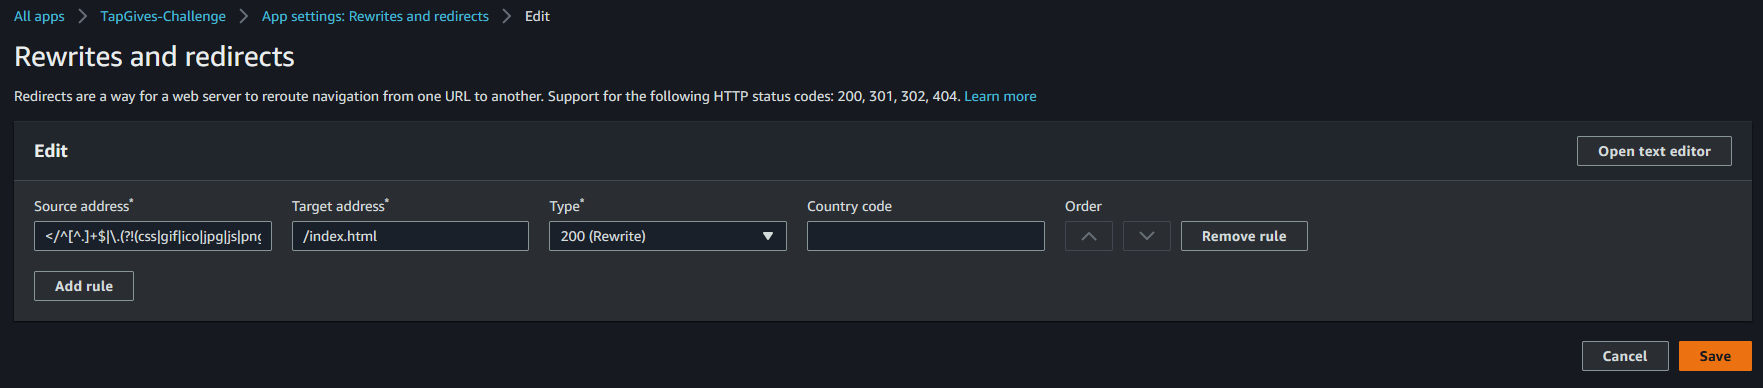 All apps > TapGives-Challenge > App settings: Rewrites and redirects > Edit
Rewrites and redirects
Redirects are a way for a web server to reroute navigation from one URL to another. Support for the following HTTP status codes: 200, 301, 302, 404. Learn more
Edit
Open text editor
Source address* Target address* Type* Country code Order
</^[^.]+$|\.(?!(css|gif|ico|jpg|js|png /index.html 200 (Rewrite) Remove rule
Add rule
Cancel Save